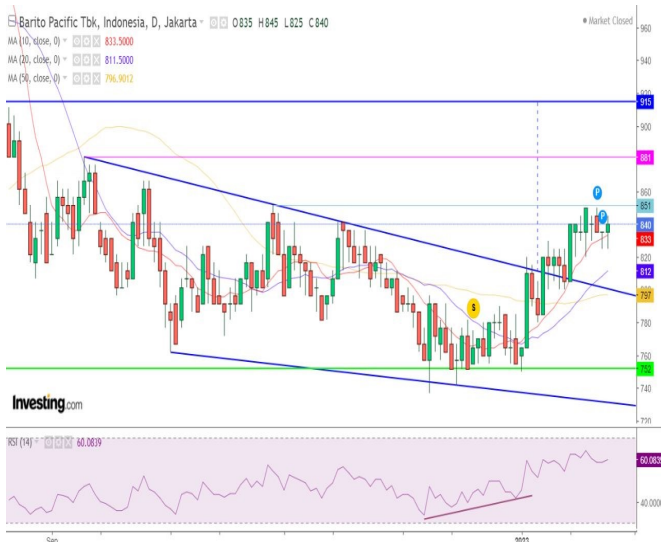 Barito Pacific Tbk, Indonesia, D, Jakarta O835 H845 L825 C840
Market Closed
MA (10, close, 0) 833.5000
MA (20, close, 0) 811.5000
MA (50, close, 0) 796.9012
960
940
920
915
900
881
860
851
840
833
820
812
797
780
760
752
740
720
P
P
S
Investing.com
RSI (14) 60.0839
60.0839
40.0000
Sep
2023